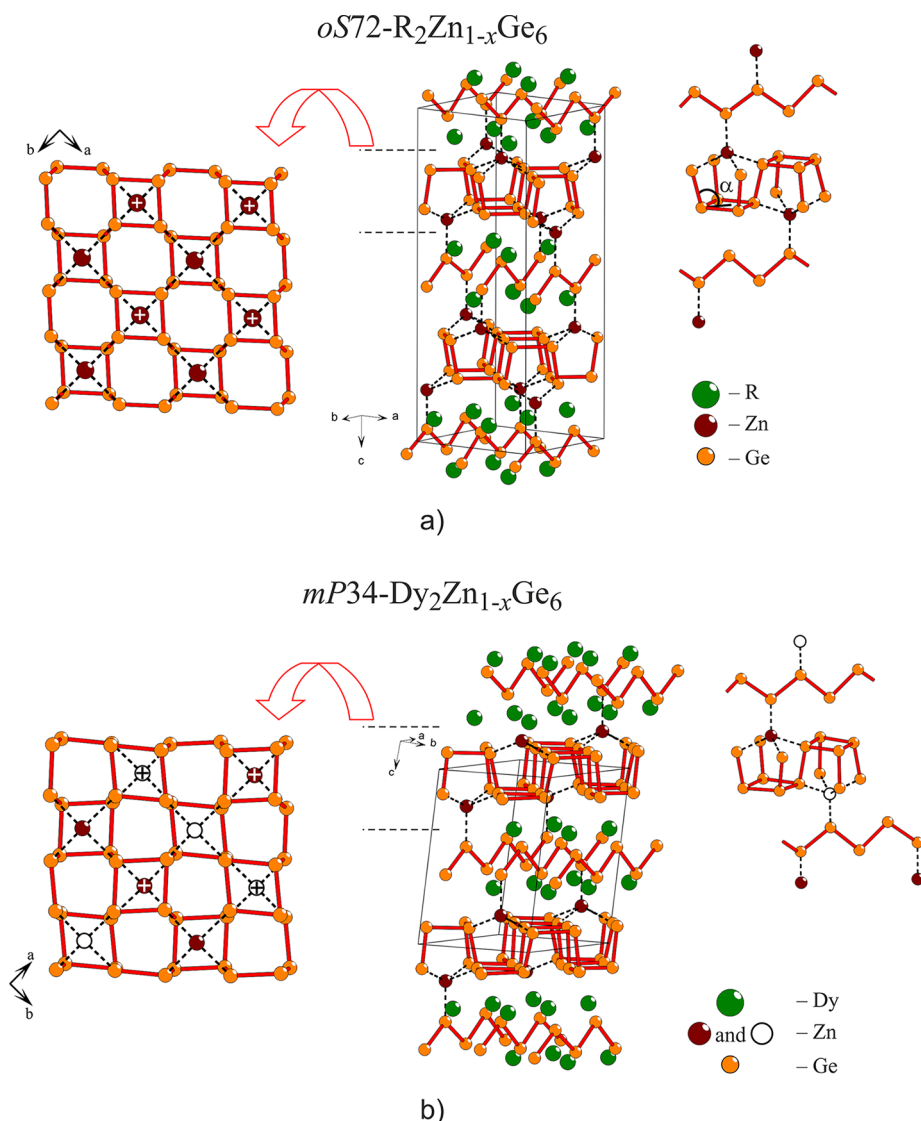 oS72-R₂Zn₁₋ₓGe₆
b
a
b
a
c
α
– R
– Zn
– Ge
a)
mP34-Dy₂Zn₁₋ₓGe₆
a
b
c
a
b
– Dy
and – Zn
– Ge
b)